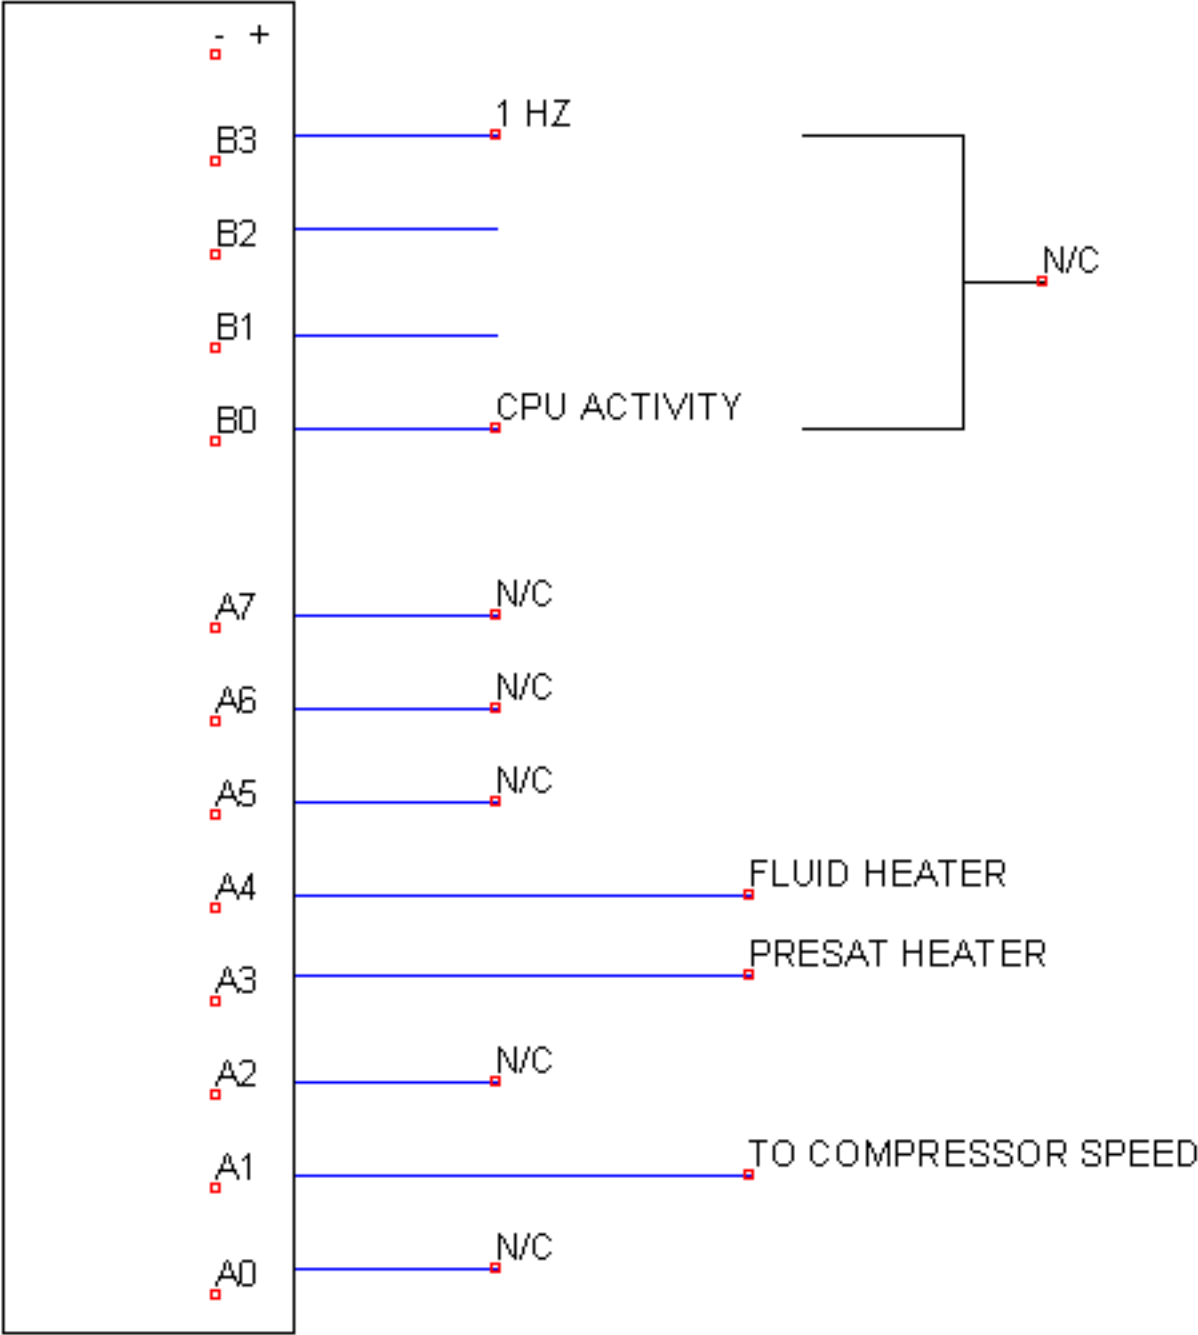 - +
B3
1 HZ
B2
N/C
B1
B0
CPU ACTIVITY
A7
N/C
A6
N/C
A5
N/C
A4
FLUID HEATER
A3
PRESAT HEATER
A2
N/C
A1
TO COMPRESSOR SPEED
A0
N/C